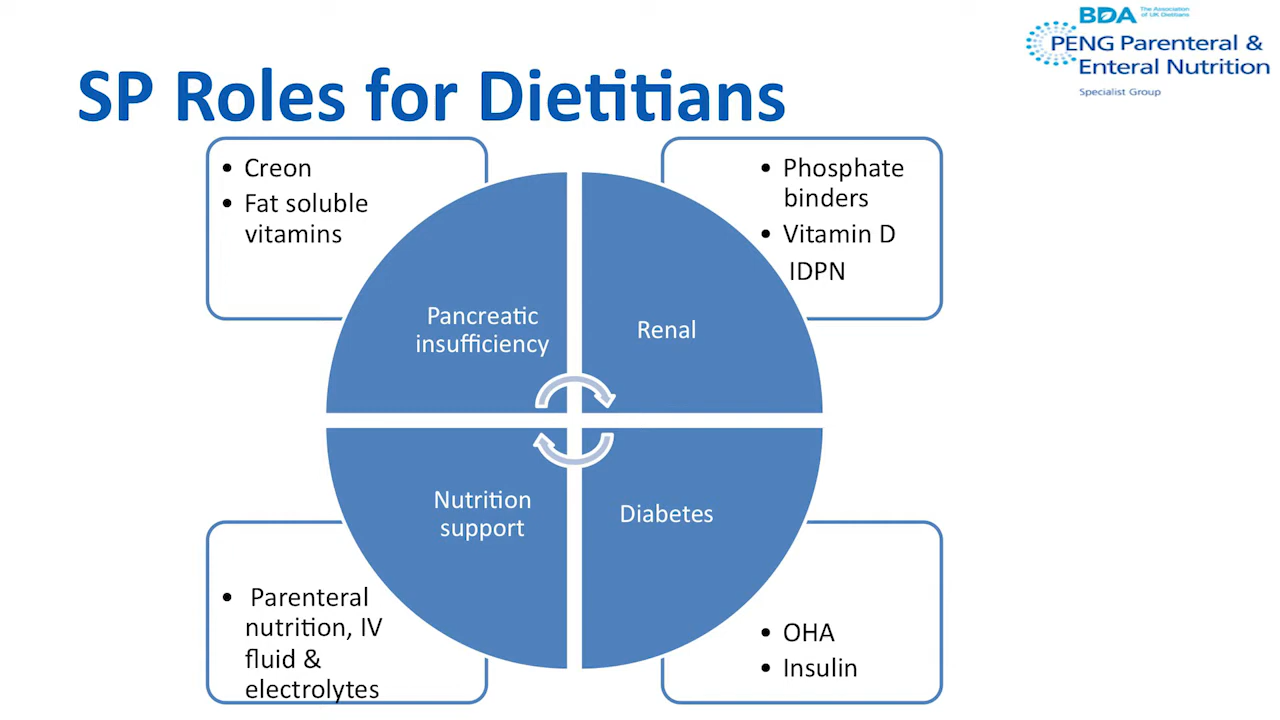 BDA The Association
of UK Dietitians
PENG Parenteral &
Enteral Nutrition
Specialist Group
SP Roles for Dietitians
• Creon
• Fat soluble
vitamins
• Phosphate
binders
• Vitamin D
IDPN
Pancreatic
insufficiency
Renal
Nutrition
support
Diabetes
• Parenteral
nutrition, IV
fluid &
electrolytes
• OHA
• Insulin